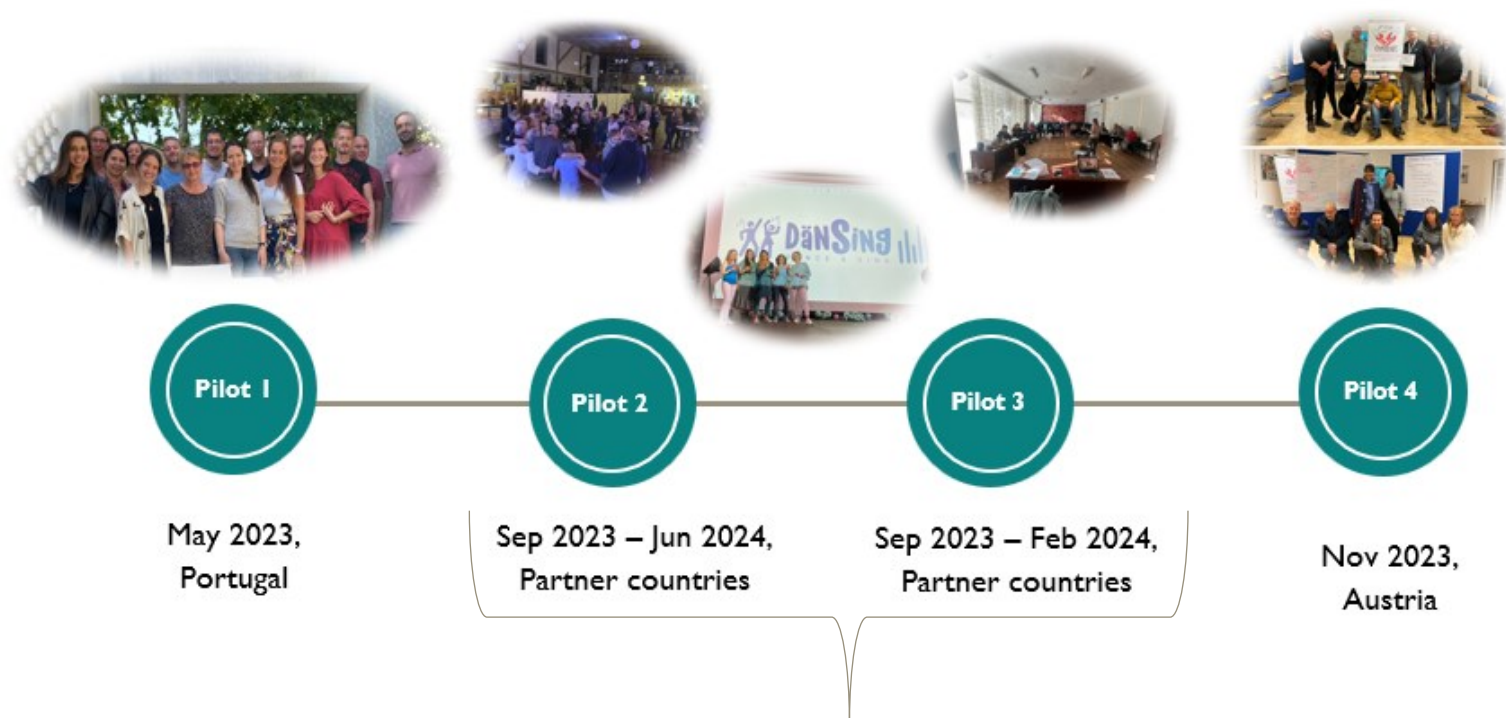 DänSing
Pilot 1
Pilot 2
Pilot 3
Pilot 4
May 2023,
Portugal
Sep 2023 – Jun 2024,
Partner countries
Sep 2023 – Feb 2024,
Partner countries
Nov 2023,
Austria